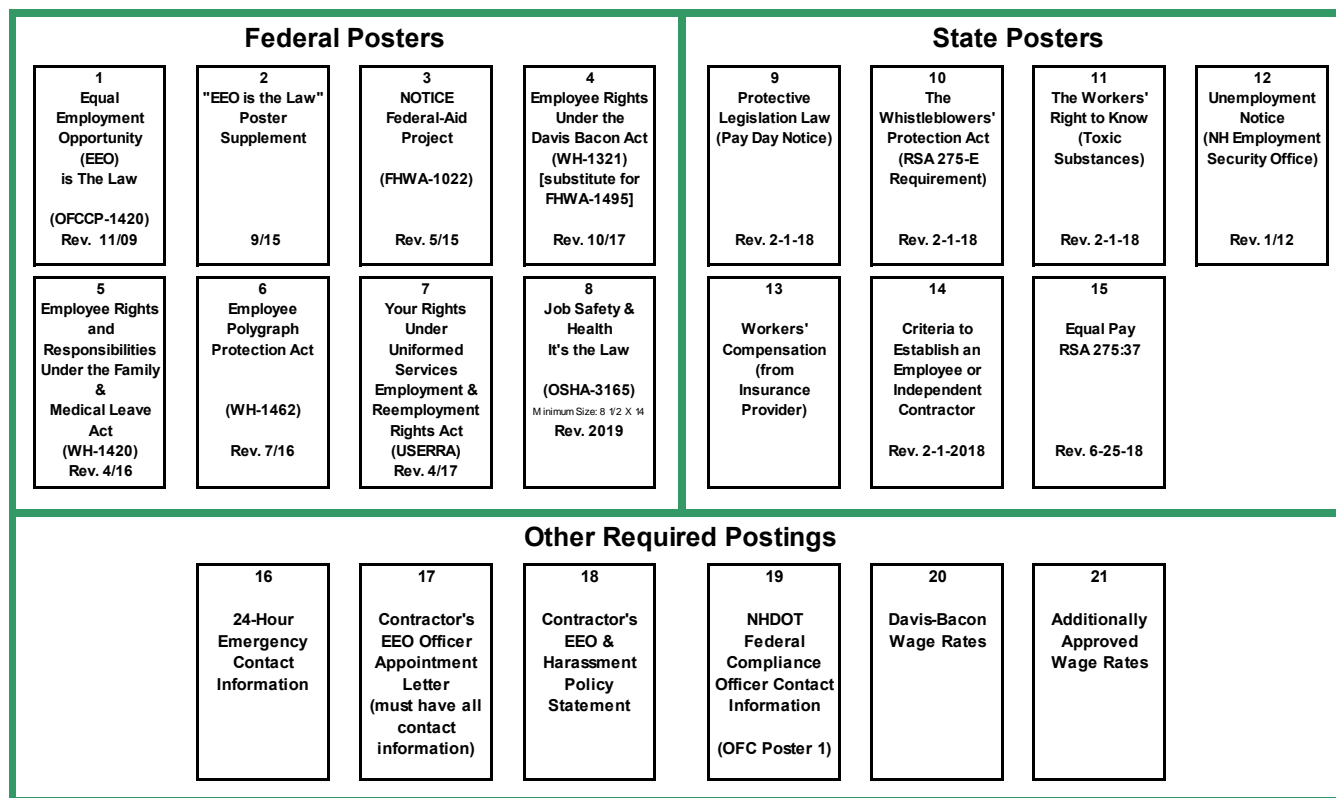 Federal Posters
1
Equal
Employment
Opportunity
(EEO)
is The Law
(OFCCP-1420)
Rev. 11/09
2
"EEO is the Law"
Poster
Supplement
9/15
3
NOTICE
Federal-Aid
Project
(FHWA-1022)
Rev. 5/15
4
Employee Rights
Under the
Davis Bacon Act
(WH-1321)
[substitute for
FHWA-1495]
Rev. 10/17
5
Employee Rights
and
Responsibilities
Under the Family
&
Medical Leave
Act
(WH-1420)
Rev. 4/16
6
Employee
Polygraph
Protection Act
(WH-1462)
Rev. 7/16
7
Your Rights
Under
Uniformed
Services
Employment &
Reemployment
Rights Act
(USERRA)
Rev. 4/17
8
Job Safety &
Health
It's the Law
(OSHA-3165)
Minimum Size: 8 1/2 X 14
Rev. 2019
State Posters
9
Protective
Legislation Law
(Pay Day Notice)
Rev. 2-1-18
10
The
Whistleblowers'
Protection Act
(RSA 275-E
Requirement)
Rev. 2-1-18
11
The Workers'
Right to Know
(Toxic
Substances)
Rev. 2-1-18
12
Unemployment
Notice
(NH Employment
Security Office)
Rev. 1/12
13
Workers'
Compensation
(from
Insurance
Provider)
14
Criteria to
Establish an
Employee or
Independent
Contractor
Rev. 2-1-2018
15
Equal Pay
RSA 275:37
Rev. 6-25-18
Other Required Postings
16
24-Hour
Emergency
Contact
Information
17
Contractor's
EEO Officer
Appointment
Letter
(must have all
contact
information)
18
Contractor's
EEO &
Harassment
Policy
Statement
19
NHDOT
Federal
Compliance
Officer Contact
Information
(OFC Poster 1)
20
Davis-Bacon
Wage Rates
21
Additionally
Approved
Wage Rates